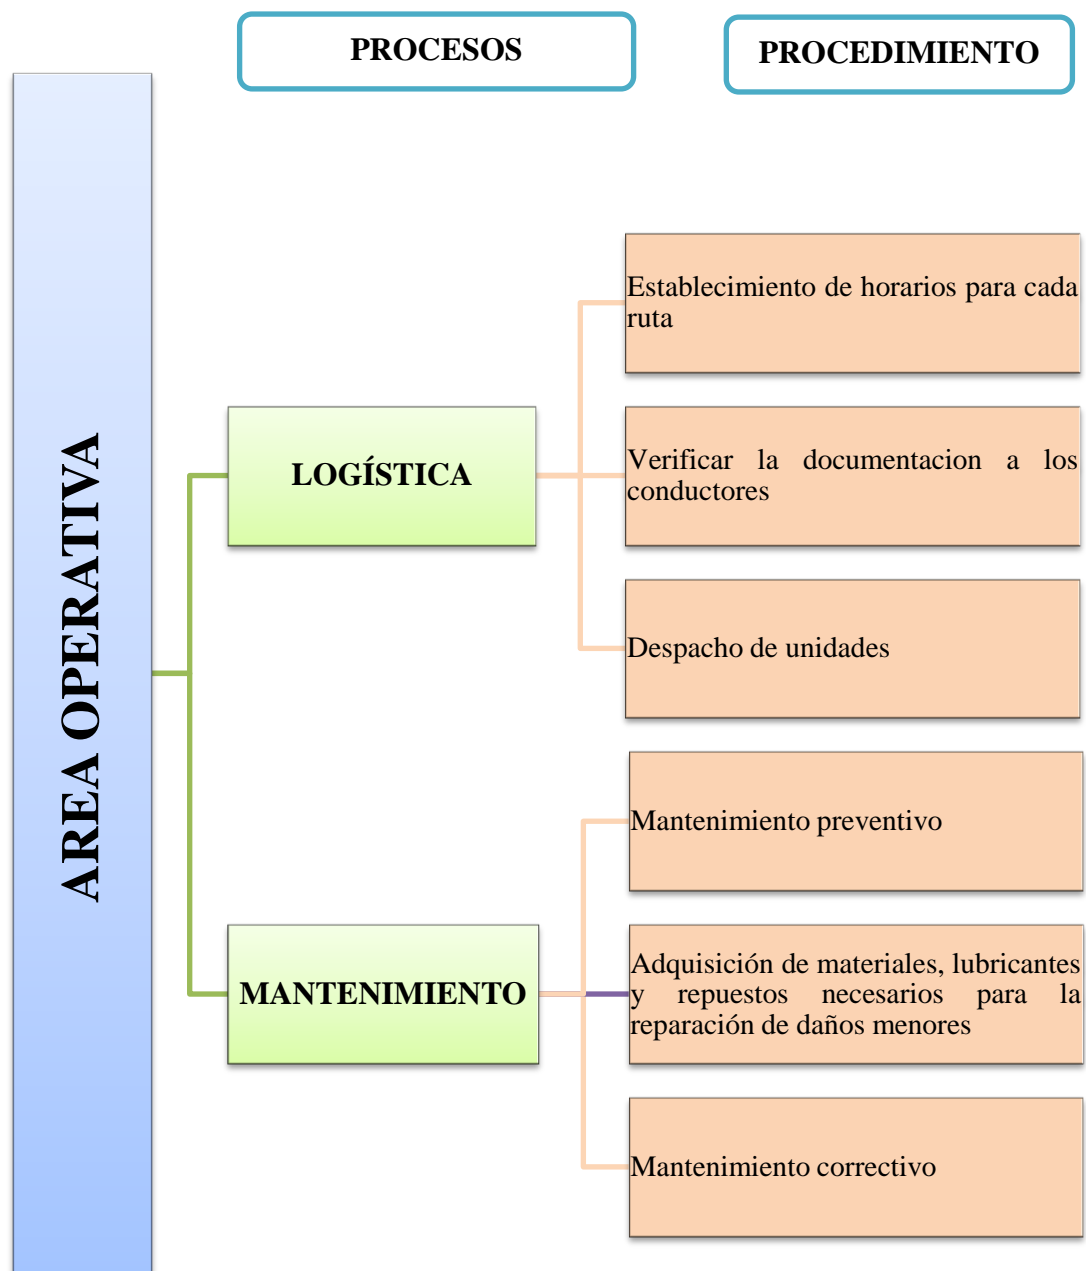 PROCESOS
PROCEDIMIENTO
AREA OPERATIVA
LOGÍSTICA
Establecimiento de horarios para cada
ruta
Verificar la documentacion a los
conductores
Despacho de unidades
MANTENIMIENTO
Mantenimiento preventivo
Adquisición de materiales, lubricantes
y repuestos necesarios para la
reparación de daños menores
Mantenimiento correctivo